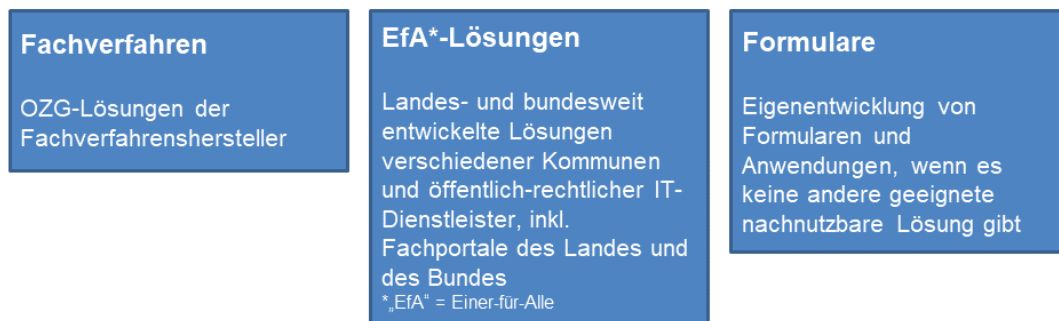 Fachverfahren
OZG-Lösungen der
Fachverfahrenshersteller
EfA*-Lösungen
Landes- und bundesweit
entwickelte Lösungen
verschiedener Kommunen
und öffentlich-rechtlicher IT-
Dienstleister, inkl.
Fachportale des Landes und
des Bundes
*„EfA“ = Einer-für-Alle
Formulare
Eigenentwicklung von
Formularen und
Anwendungen, wenn es
keine andere geeignete
nachnutzbare Lösung gibt